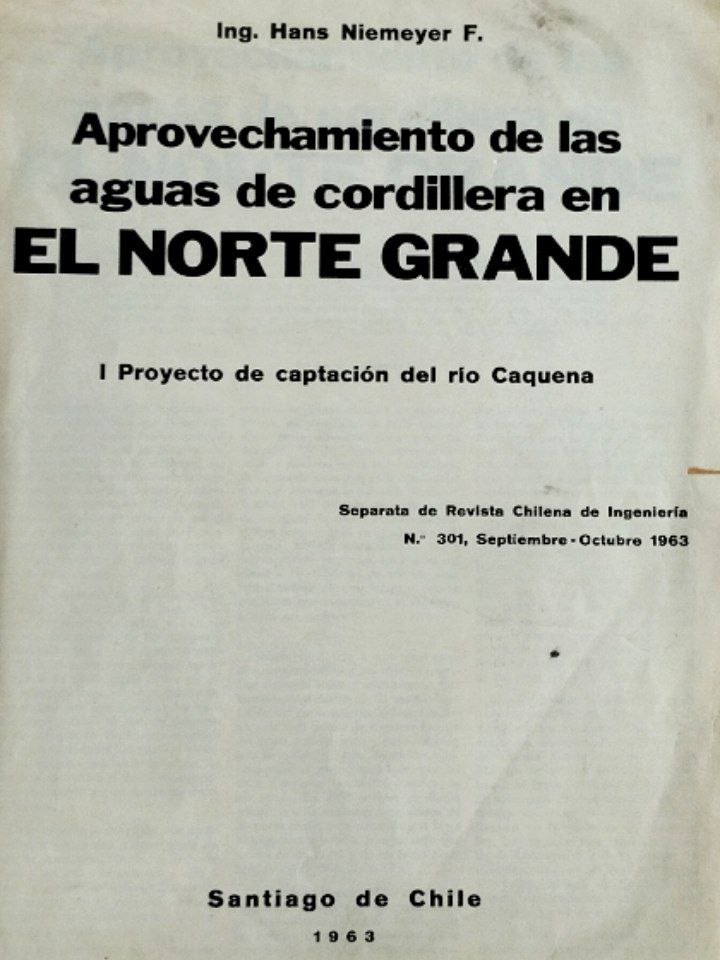 Ing. Hans Niemeyer F.
Aprovechamiento de las
aguas de cordillera en
EL NORTE GRANDE
I Proyecto de captación del río Caquena
Separata de Revista Chilena de Ingeniería
N.º 301, Septiembre-Octubre 1963
Santiago de Chile
1963